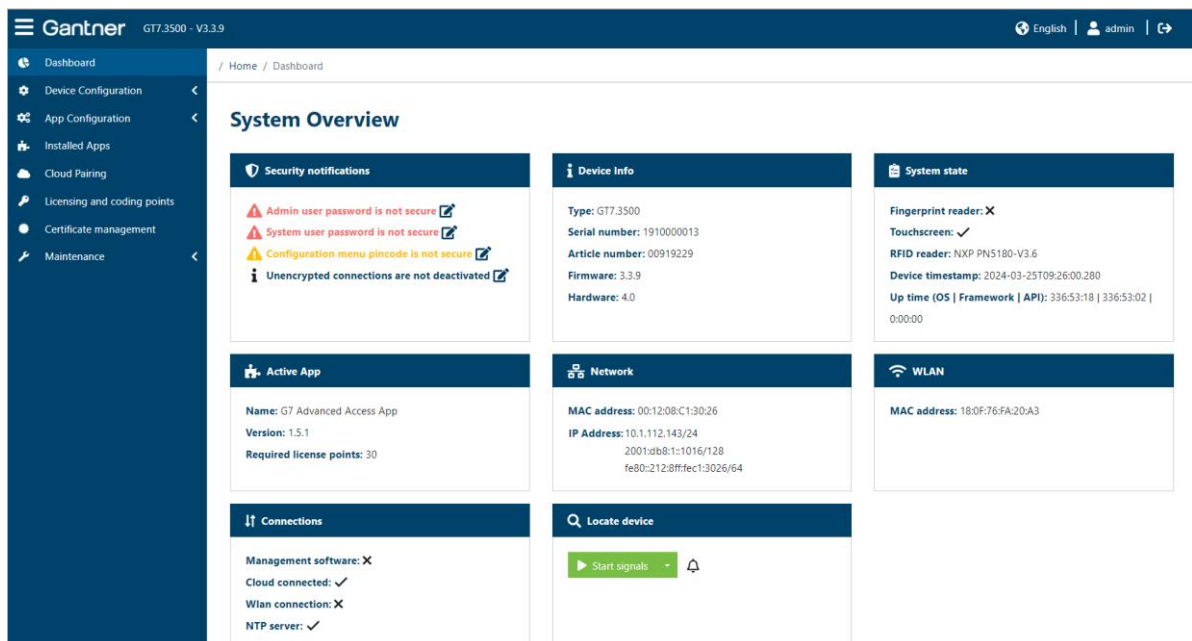 Gantner GT7.3500 - V3.3.9
English | admin |
Dashboard
Device Configuration
App Configuration
Installed Apps
Cloud Pairing
Licensing and coding points
Certificate management
Maintenance
/ Home / Dashboard
System Overview
Security notifications
Admin user password is not secure
System user password is not secure
Configuration menu pincode is not secure
Unencrypted connections are not deactivated
Device Info
Type: GT7.3500
Serial number: 1910000013
Article number: 00919229
Firmware: 3.3.9
Hardware: 4.0
System state
Fingerprint reader:
Touchscreen:
RFID reader: NXP PN5180-V3.6
Device timestamp: 2024-03-25T09:26:00.280
Up time (OS | Framework | API): 336:53:18 | 336:53:02 |
0:00:00
Active App
Name: G7 Advanced Access App
Version: 1.5.1
Required license points: 30
Network
MAC address: 00:12:08:C1:30:26
IP Address: 10.1.112.143/24
2001:db8:1::1016/128
fe80::212:8ff:fec1:3026/64
WLAN
MAC address: 18:0F:76:FA:20:A3
Connections
Management software:
Cloud connected:
Wlan connection:
NTP server:
Locate device
Start signals